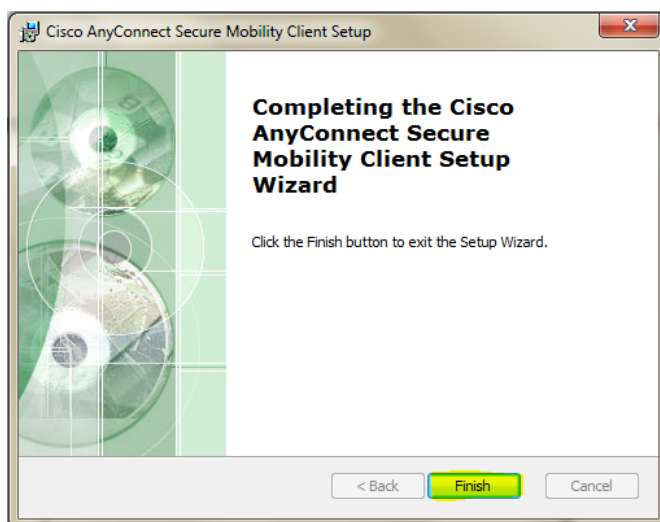 Cisco AnyConnect Secure Mobility Client Setup
X
Completing the Cisco
AnyConnect Secure
Mobility Client Setup
Wizard
Click the Finish button to exit the Setup Wizard.
< Back Finish Cancel